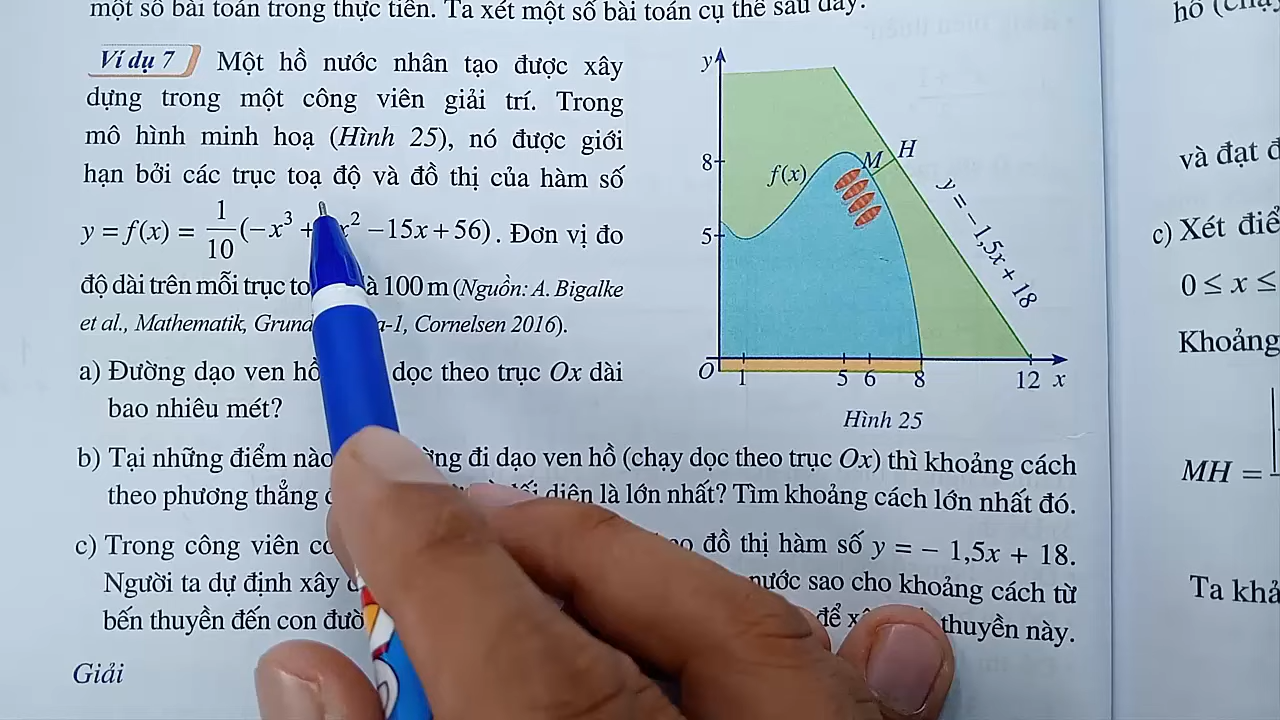 một số bài toán trong thực tiễn. Ta xét một số bài toán cụ thể sau đây.
Ví dụ 7 Một hồ nước nhân tạo được xây
dựng trong một công viên giải trí. Trong
mô hình minh hoạ (Hình 25), nó được giới
hạn bởi các trục toạ độ và đồ thị của hàm số
y = f(x) = 1/10 (−x³ + x² − 15x + 56). Đơn vị đo
độ dài trên mỗi trục là 100 m (Nguồn: A. Bigalke
et al., Mathematik, Grund a-1, Cornelsen 2016).
a) Đường dạo ven hồ dọc theo trục Ox dài
bao nhiêu mét?
b) Tại những điểm nào đi dạo ven hồ (chạy dọc theo trục Ox) thì khoảng cách
theo phương thẳng đối diện là lớn nhất? Tìm khoảng cách lớn nhất đó.
c) Trong công viên đồ thị hàm số y = − 1,5x + 18.
Người ta dự định xây nước sao cho khoảng cách từ
bến thuyền đến con để thuyền này.
Giải
y
8
5
f(x)
M
H
y = −1,5x + 18
O 1 5 6 8 12 x
Hình 25
hồ
và đạt
c) Xét
0 ≤ x ≤
Khoảng
MH =
Ta